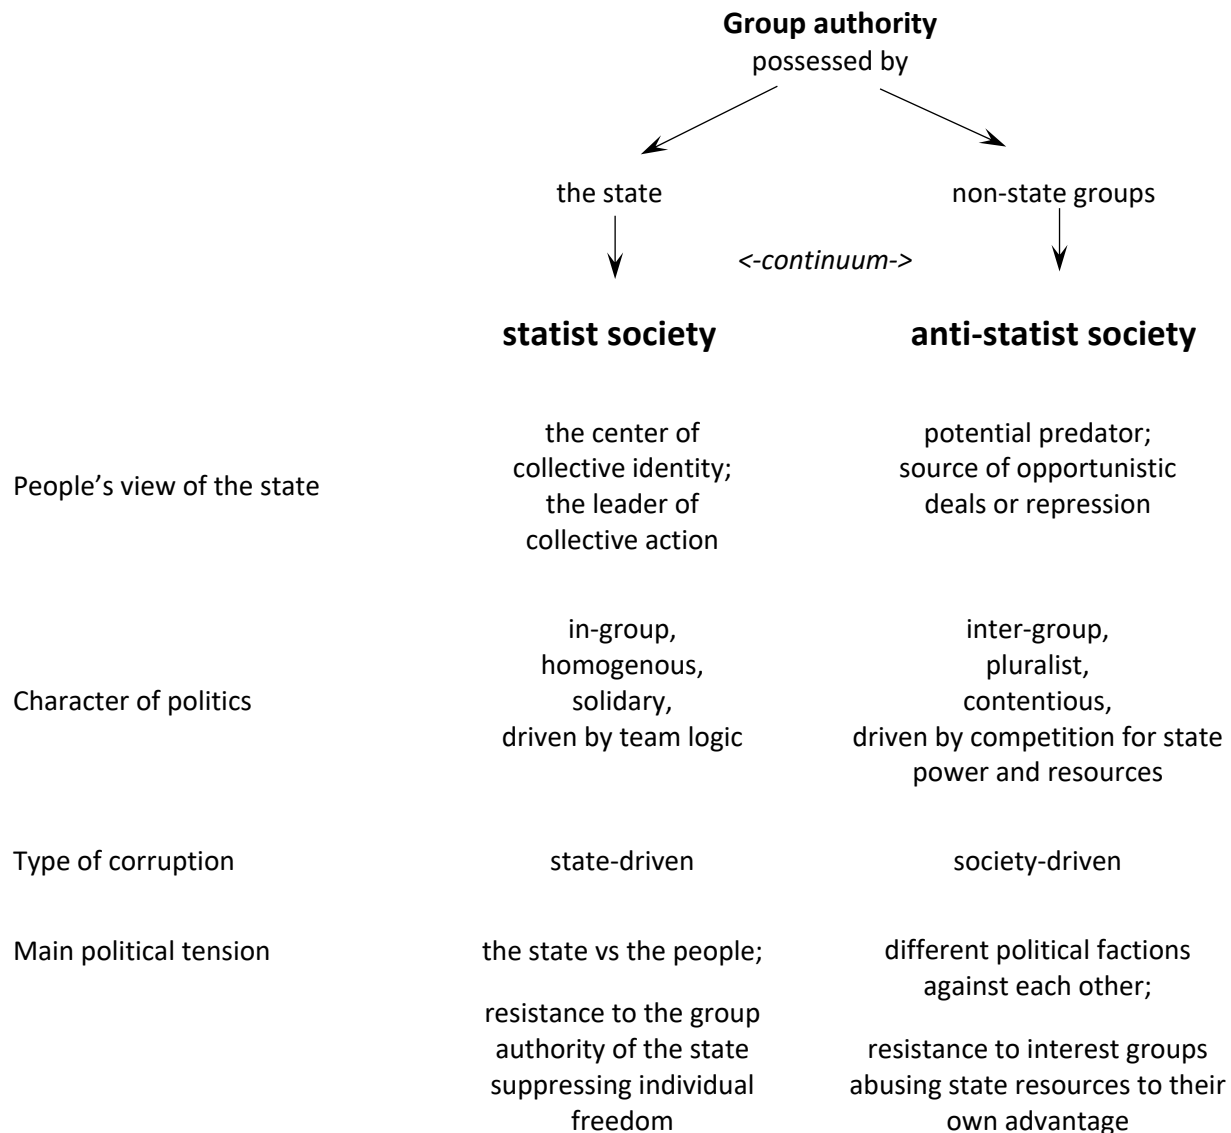 Group authority
possessed by
the state
non-state groups
<-continuum->
statist society
anti-statist society
People’s view of the state
the center of
collective identity;
the leader of
collective action
potential predator;
source of opportunistic
deals or repression
Character of politics
in-group,
homogenous,
solidary,
driven by team logic
inter-group,
pluralist,
contentious,
driven by competition for state
power and resources
Type of corruption
state-driven
society-driven
Main political tension
the state vs the people;
resistance to the group
authority of the state
suppressing individual
freedom
different political factions
against each other;
resistance to interest groups
abusing state resources to their
own advantage